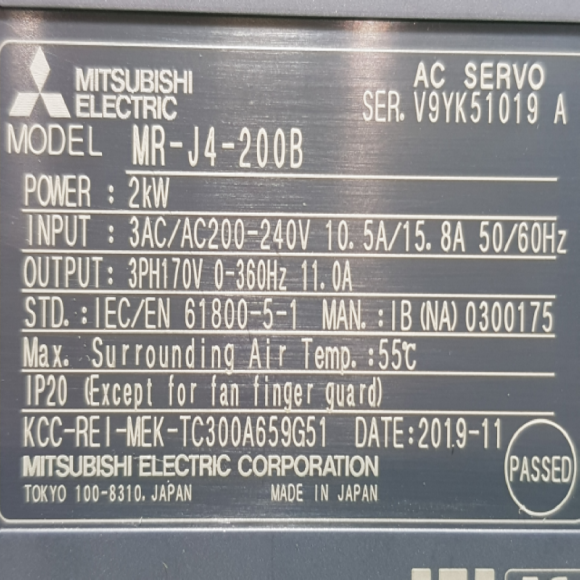 MITSUBISHI
ELECTRIC
AC SERVO
SER. V9YK51019 A
MODEL MR-J4-200B
POWER : 2kW
INPUT : 3AC/AC200-240V 10.5A/15.8A 50/60Hz
OUTPUT: 3PH170V 0-360Hz 11.0A
STD.:IEC/EN 61800-5-1 MAN.:IB(NA)0300175
Max. Surrounding Air Temp.:55℃
IP20 (Except for fan finger guard)
KCC-REI-MEK-TC300A659G51 DATE:2019-11
MITSUBISHI ELECTRIC CORPORATION
TOKYO 100-8310, JAPAN MADE IN JAPAN
PASSED